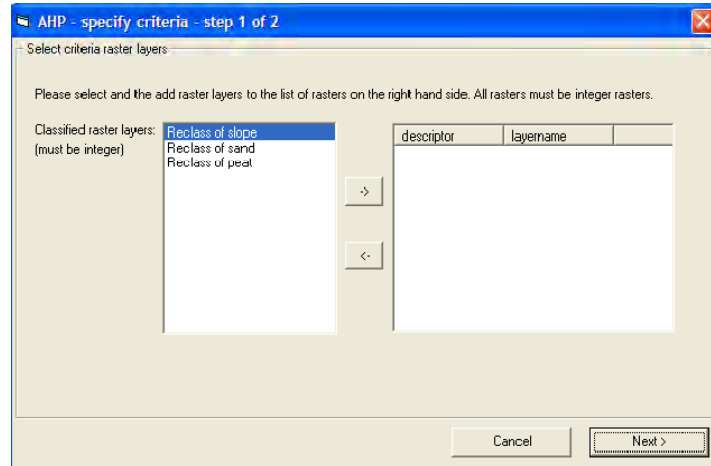 AHP - specify criteria - step 1 of 2
Select criteria raster layers
Please select and the add raster layers to the list of rasters on the right hand side. All rasters must be integer rasters.
Classified raster layers:
(must be integer)
Reclass of slope
Reclass of sand
Reclass of peat
->
<-
descriptor
layername
Cancel
Next >